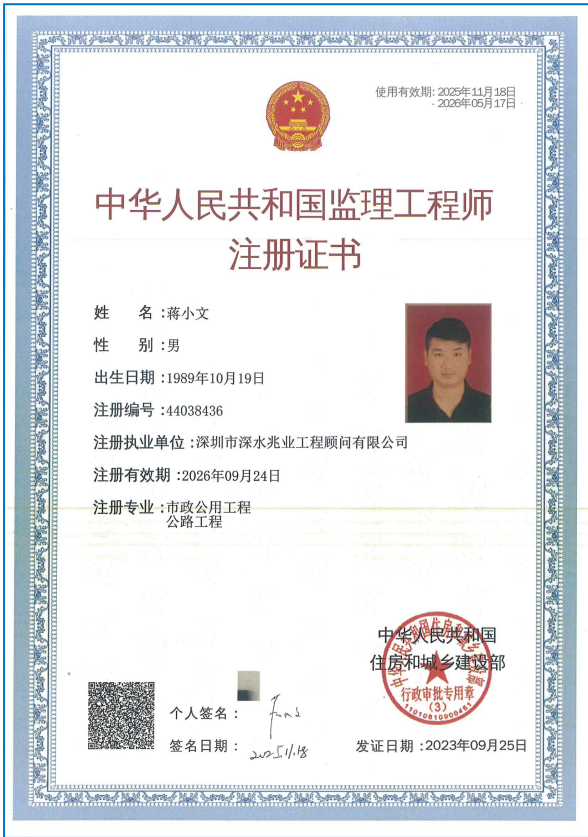 使用有效期: 2025年11月18日
- 2026年05月17日
中华人民共和国监理工程师
注册证书
姓 名:蒋小文
性 别:男
出生日期:1989年10月19日
注册编号:44038436
注册执业单位:深圳市深水兆业工程顾问有限公司
注册有效期:2026年09月24日
注册专业:市政公用工程
公路工程
中华人民共和国
住房和城乡建设部
行政审批专用章
(3)
个人签名:
签名日期: 2025.11.18
发证日期:2023年09月25日